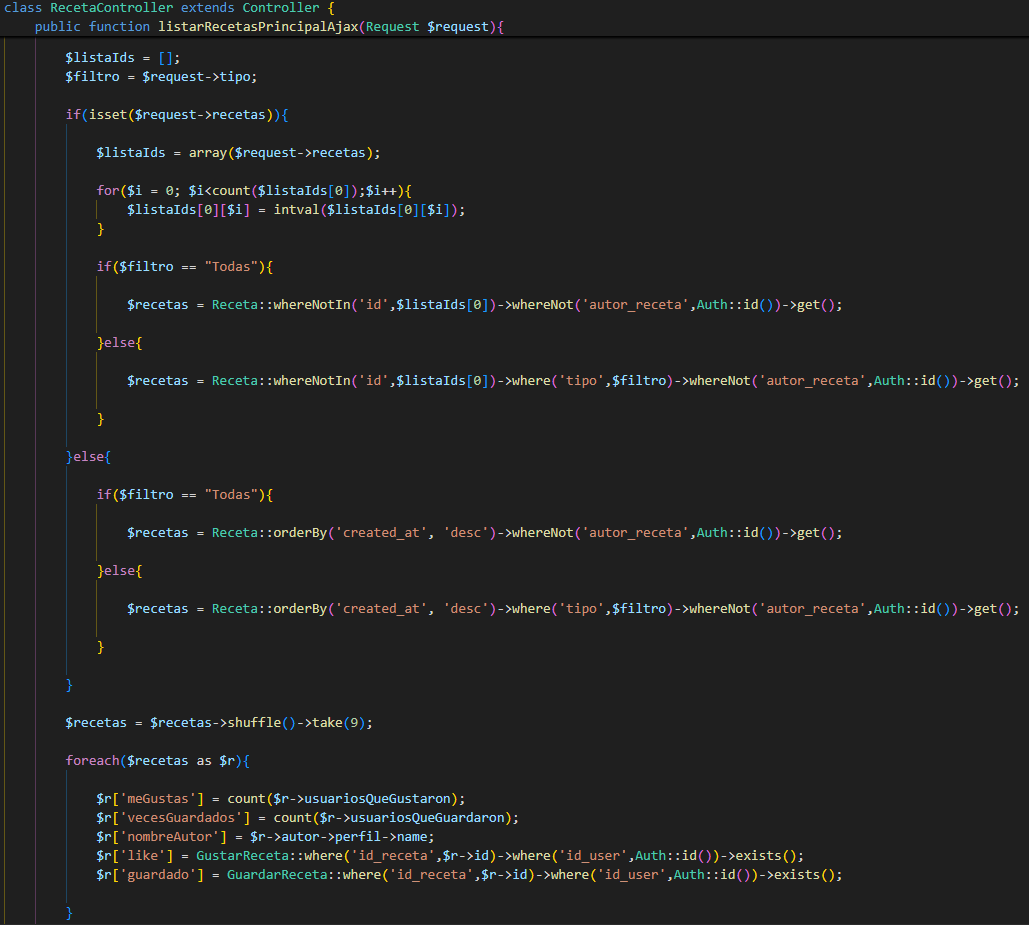 class RecetaController extends Controller {
public function listarRecetasPrincipalAjax(Request $request){
$listaIds = [];
$filtro = $request->tipo;
if(isset($request->recetas)){
$listaIds = array($request->recetas);
for($i = 0; $i<count($listaIds[0]);$i++){
$listaIds[0][$i] = intval($listaIds[0][$i]);
}
if($filtro == "Todas"){
$recetas = Receta::whereNotIn('id',$listaIds[0])->whereNot('autor_receta',Auth::id())->get();
}else{
$recetas = Receta::whereNotIn('id',$listaIds[0])->where('tipo',$filtro)->whereNot('autor_receta',Auth::id())->get();
}
}else{
if($filtro == "Todas"){
$recetas = Receta::orderBy('created_at', 'desc')->whereNot('autor_receta',Auth::id())->get();
}else{
$recetas = Receta::orderBy('created_at', 'desc')->where('tipo',$filtro)->whereNot('autor_receta',Auth::id())->get();
}
}
$recetas = $recetas->shuffle()->take(9);
foreach($recetas as $r){
$r['meGustas'] = count($r->usuariosQueGustaron);
$r['vecesGuardados'] = count($r->usuariosQueGuardaron);
$r['nombreAutor'] = $r->autor->perfil->name;
$r['like'] = GustarReceta::where('id_receta',$r->id)->where('id_user',Auth::id())->exists();
$r['guardado'] = GuardarReceta::where('id_receta',$r->id)->where('id_user',Auth::id())->exists();
}